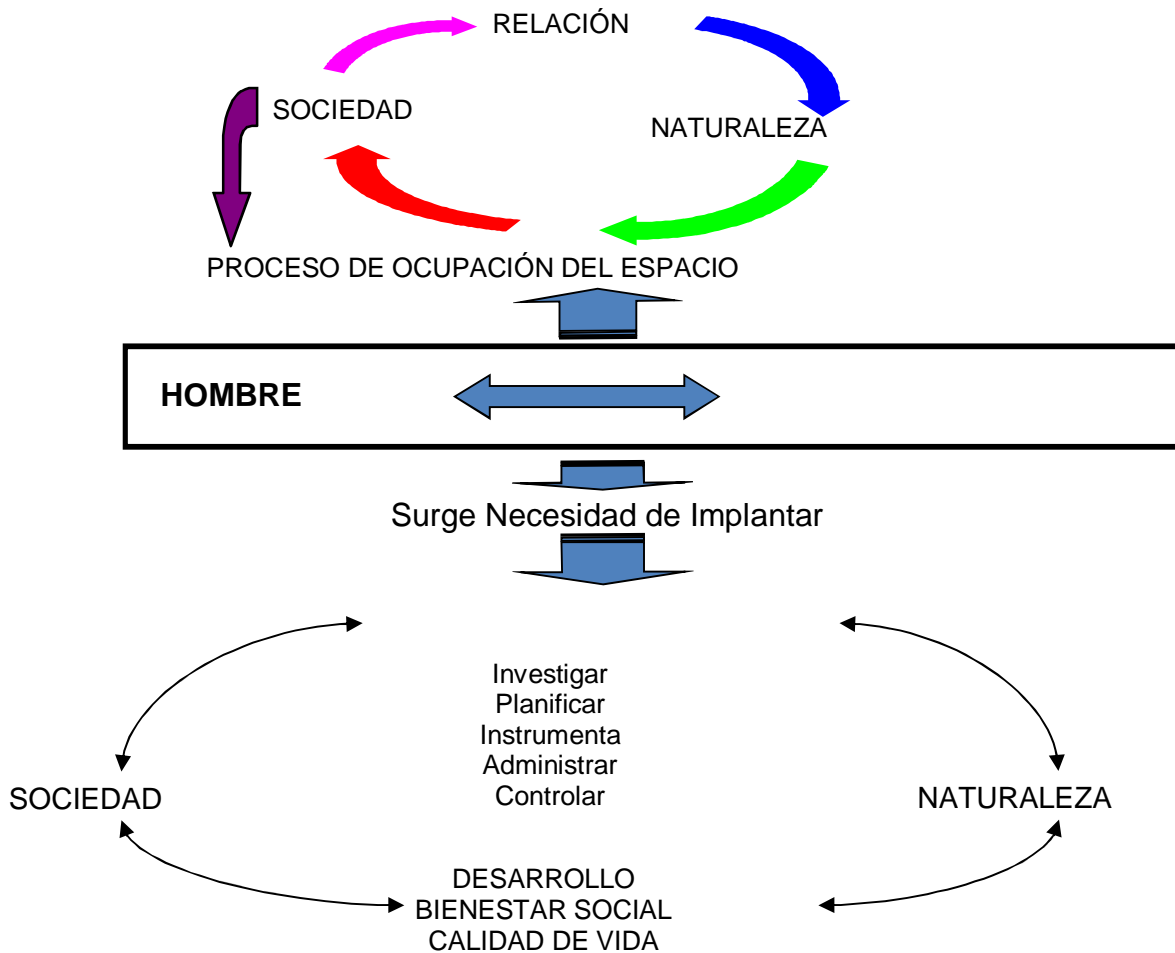 RELACIÓN
SOCIEDAD
NATURALEZA
PROCESO DE OCUPACIÓN DEL ESPACIO
HOMBRE
Surge Necesidad de Implantar
Investigar
Planificar
Instrumenta
Administrar
Controlar
SOCIEDAD
NATURALEZA
DESARROLLO
BIENESTAR SOCIAL
CALIDAD DE VIDA